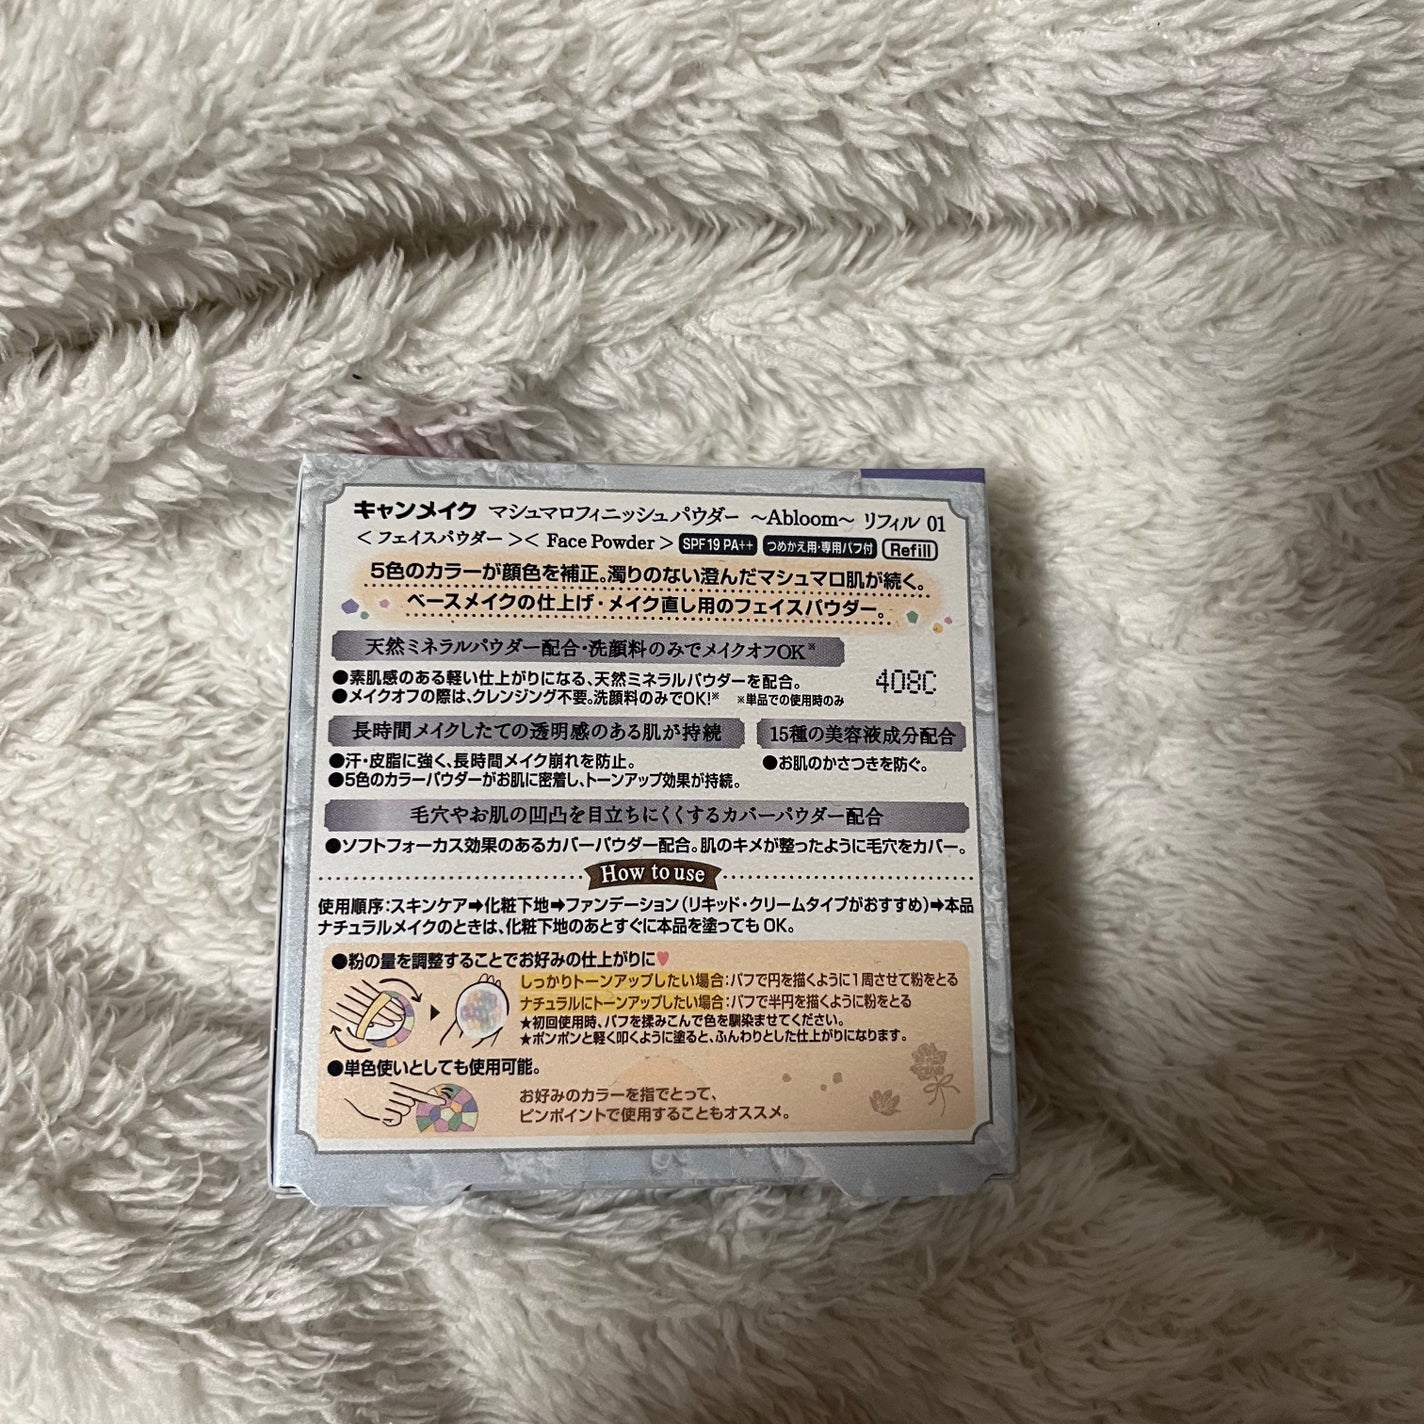 キャンメイク マシュマロフィニッシュパウダー ～Abloom～ リフィル 01
＜フェイスパウダー＞＜ Face Powder＞ SPF19 PA++ つめかえ用・専用パフ付 Refill
5色のカラーが顔色を補正。濁りのない澄んだマシュマロ肌が続く。
ベースメイクの仕上げ・メイク直し用のフェイスパウダー。
天然ミネラルパウダー配合・洗顔料のみでメイクオフOK※
●素肌感のある軽い仕上がりになる、天然ミネラルパウダーを配合。
●メイクオフの際は、クレンジング不要。洗顔料のみでOK!※ ※単品での使用時のみ
408C
長時間メイクしたての透明感のある肌が持続
●汗・皮脂に強く、長時間メイク崩れを防止。
●5色のカラーパウダーがお肌に密着し、トーンアップ効果が持続。
15種の美容液成分配合
●お肌のかさつきを防ぐ。
毛穴やお肌の凹凸を目立ちにくくするカバーパウダー配合
●ソフトフォーカス効果のあるカバーパウダー配合。肌のキメが整ったように毛穴をカバー。
How to use
使用順序：スキンケア➡化粧下地➡ファンデーション（リキッド・クリームタイプがおすすめ）➡本品
ナチュラルメイクのときは、化粧下地のあとすぐに本品を塗っても OK。
●粉の量を調整することでお好みの仕上がりに♥
しっかりトーンアップしたい場合：パフで円を描くように1周させて粉をとる
ナチュラルにトーンアップしたい場合：パフで半円を描くように粉をとる
★初回使用時、パフを揉みこんで色を馴染ませてください。
★ポンポンと軽く叩くように塗ると、ふんわりとした仕上がりになります。
●単色使いとしても使用可能。
お好みのカラーを指でとって、
ピンポイントで使用することもオススメ。